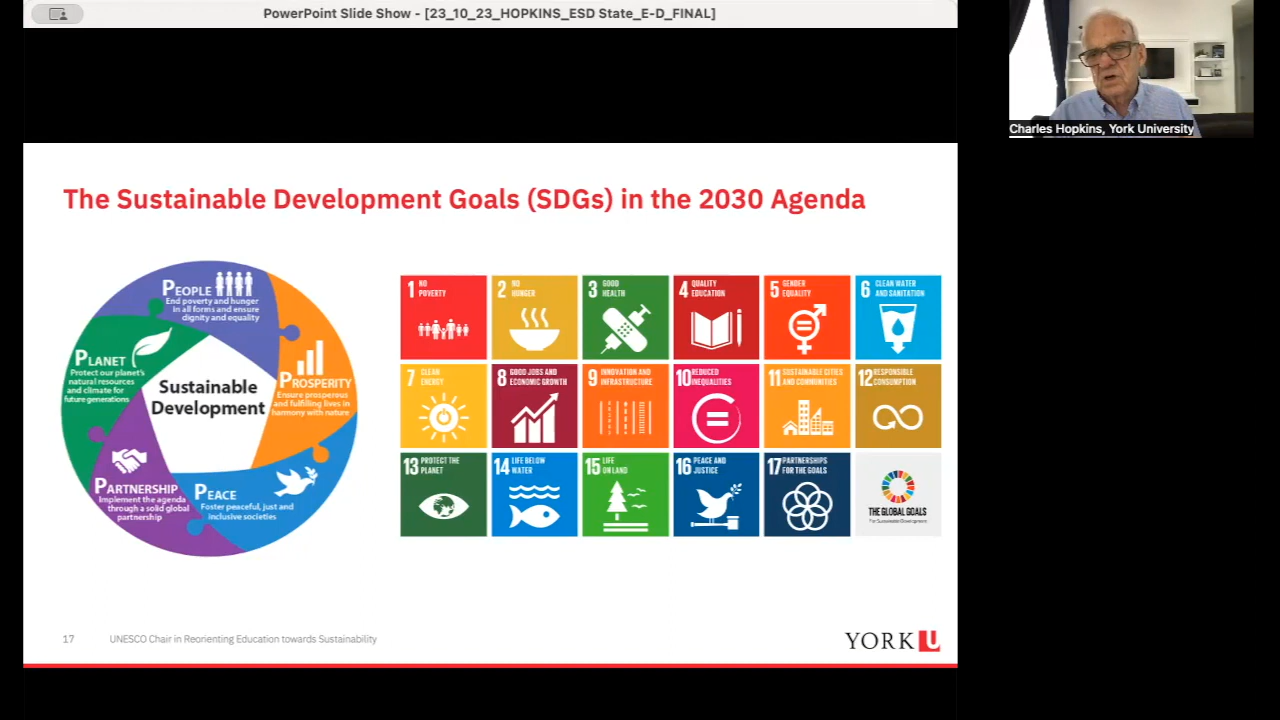 PowerPoint Slide Show - [23_10_23_HOPKINS_ESD State_E-D_FINAL]
Charles Hopkins, York University
The Sustainable Development Goals (SDGs) in the 2030 Agenda
PEOPLE
End poverty and hunger
in all forms and ensure
dignity and equality
PROSPERITY
Ensure prosperous
and fulfilling lives in
harmony with nature
PEACE
Foster peaceful, just and
inclusive societies
PARTNERSHIP
Implement the agenda
through a solid global
partnership
PLANET
Protect our planet's
natural resources
and climate for
future generations
Sustainable
Development
1 NO
POVERTY
2 NO
HUNGER
3 GOOD
HEALTH
4 QUALITY
EDUCATION
5 GENDER
EQUALITY
6 CLEAN WATER
AND SANITATION
7 CLEAN
ENERGY
8 GOOD JOBS AND
ECONOMIC GROWTH
9 INNOVATION AND
INFRASTRUCTURE
10 REDUCED
INEQUALITIES
11 SUSTAINABLE CITIES
AND COMMUNITIES
12 RESPONSIBLE
CONSUMPTION
13 PROTECT THE
PLANET
14 LIFE BELOW
WATER
15 LIFE
ON LAND
16 PEACE AND
JUSTICE
17 PARTNERSHIPS
FOR THE GOALS
THE GLOBAL GOALS
For Sustainable Development
17
UNESCO Chair in Reorienting Education towards Sustainability
YORK U